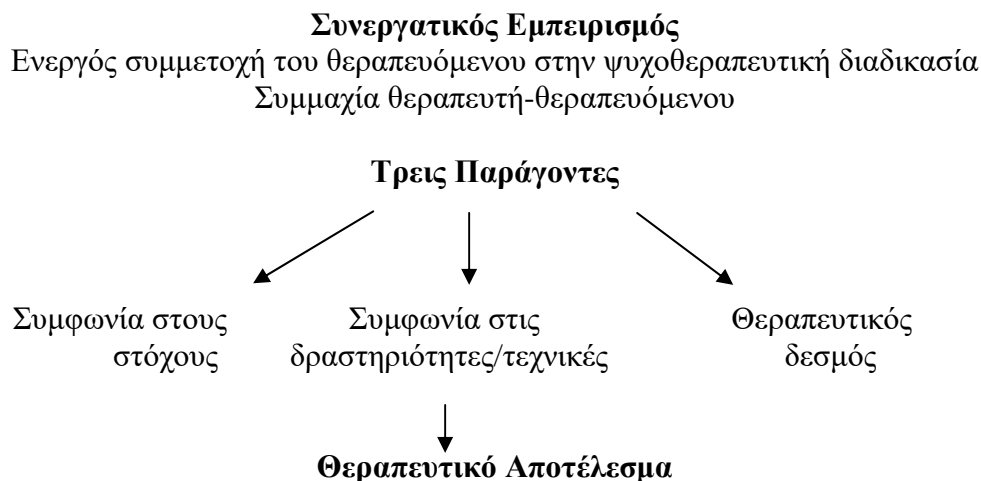 Συνεργατικός Εμπειρισμός
Ενεργός συμμετοχή του θεραπευόμενου στην ψυχοθεραπευτική διαδικασία
Συμμαχία θεραπευτή-θεραπευόμενου
Τρεις Παράγοντες
Συμφωνία στους
στόχους
Συμφωνία στις
δραστηριότητες/τεχνικές
Θεραπευτικός
δεσμός
Θεραπευτικό Αποτέλεσμα